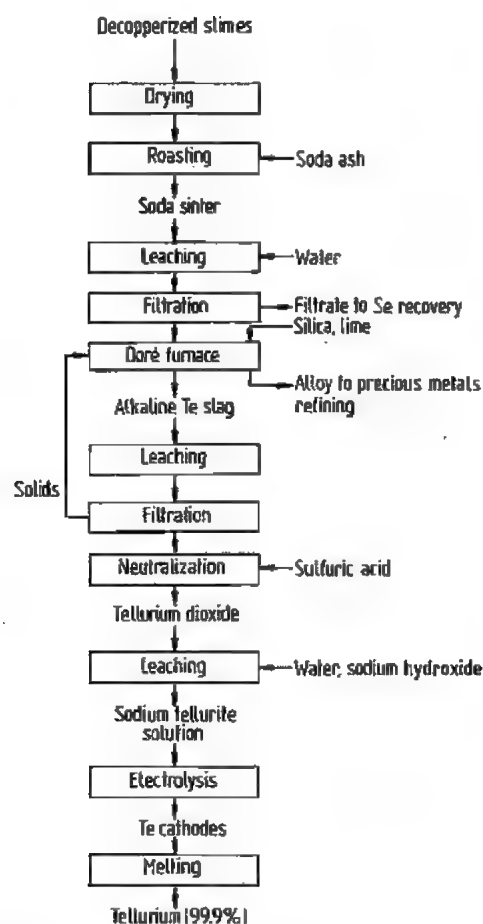 Decopperized slimes
Drying
Roasting
Soda ash
Soda sinter
Leaching
Water
Filtration
Filtrate to Se recovery
Silica, lime
Doré furnace
Alloy to precious metals
refining
Alkaline Te slag
Leaching
Solids
Filtration
Neutralization
Sulfuric acid
Tellurium dioxide
Leaching
Water, sodium hydroxide
Sodium tellurite
solution
Electrolysis
Te cathodes
Melting
Tellurium (99.9%)